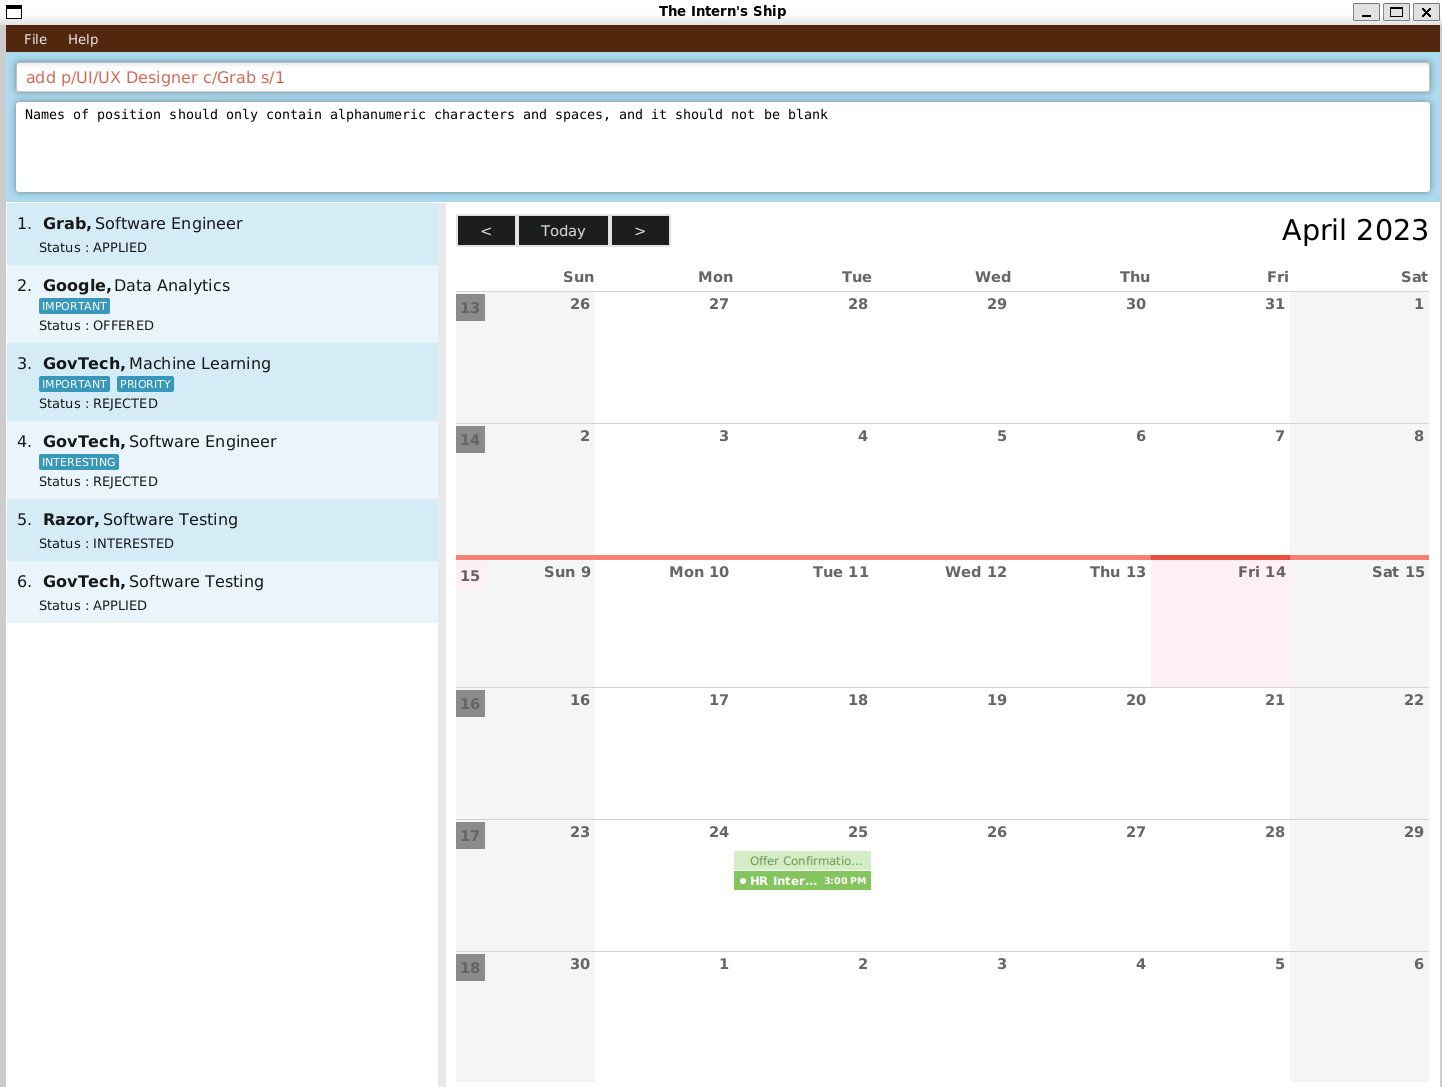 The Intern's Ship
File Help
add p/UI/UX Designer c/Grab s/1
Names of position should only contain alphanumeric characters and spaces, and it should not be blank
1. Grab, Software Engineer
Status : APPLIED
2. Google, Data Analytics
IMPORTANT
Status : OFFERED
3. GovTech, Machine Learning
IMPORTANT PRIORITY
Status : REJECTED
4. GovTech, Software Engineer
INTERESTING
Status : REJECTED
5. Razor, Software Testing
Status : INTERESTED
6. GovTech, Software Testing
Status : APPLIED
< Today > April 2023
Sun Mon Tue Wed Thu Fri Sat
13 26 27 28 29 30 31 1
14 2 3 4 5 6 7 8
15 Sun 9 Mon 10 Tue 11 Wed 12 Thu 13 Fri 14 Sat 15
16 16 17 18 19 20 21 22
17 23 24 25 26 27 28 29
Offer Confirmatio...
HR Inter... 3:00 PM
18 30 1 2 3 4 5 6